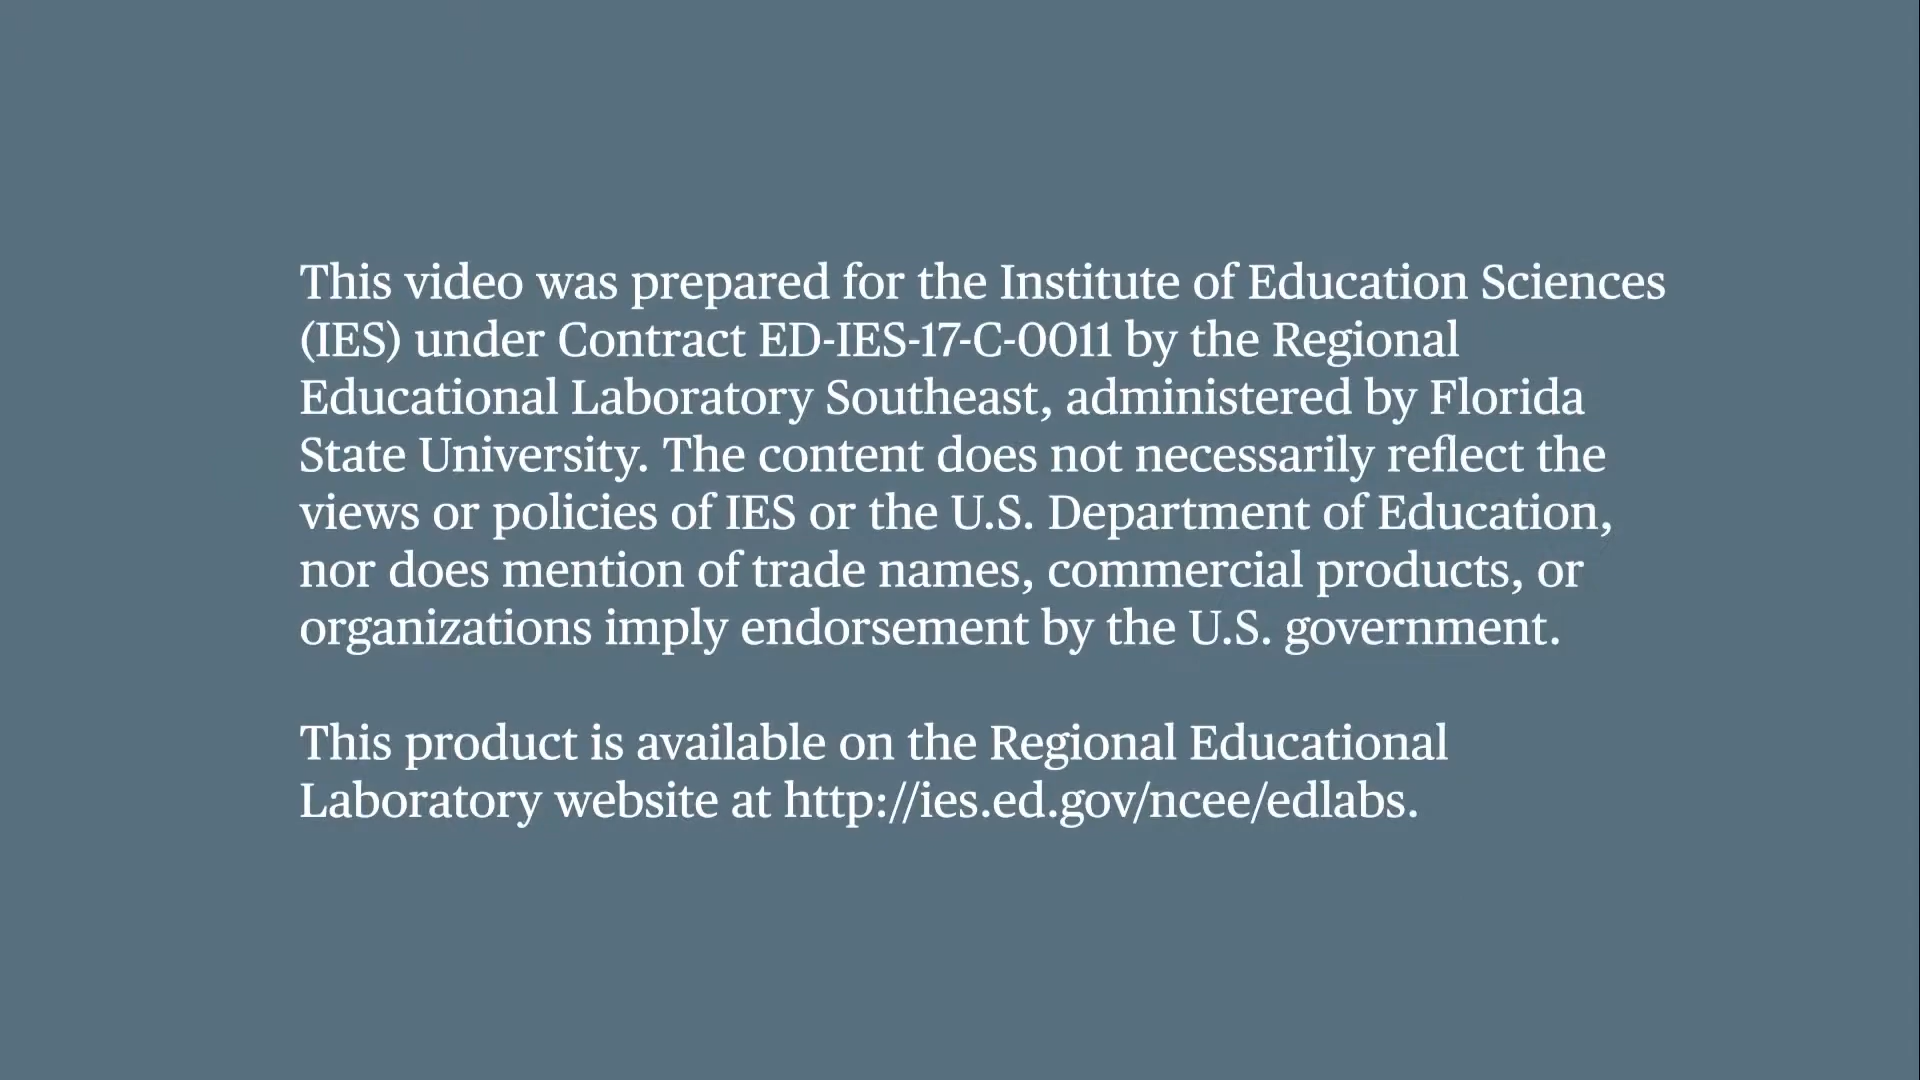 This video was prepared for the Institute of Education Sciences
(IES) under Contract ED-IES-17-C-0011 by the Regional
Educational Laboratory Southeast, administered by Florida
State University. The content does not necessarily reflect the
views or policies of IES or the U.S. Department of Education,
nor does mention of trade names, commercial products, or
organizations imply endorsement by the U.S. government.
This product is available on the Regional Educational
Laboratory website at http://ies.ed.gov/ncee/edlabs.